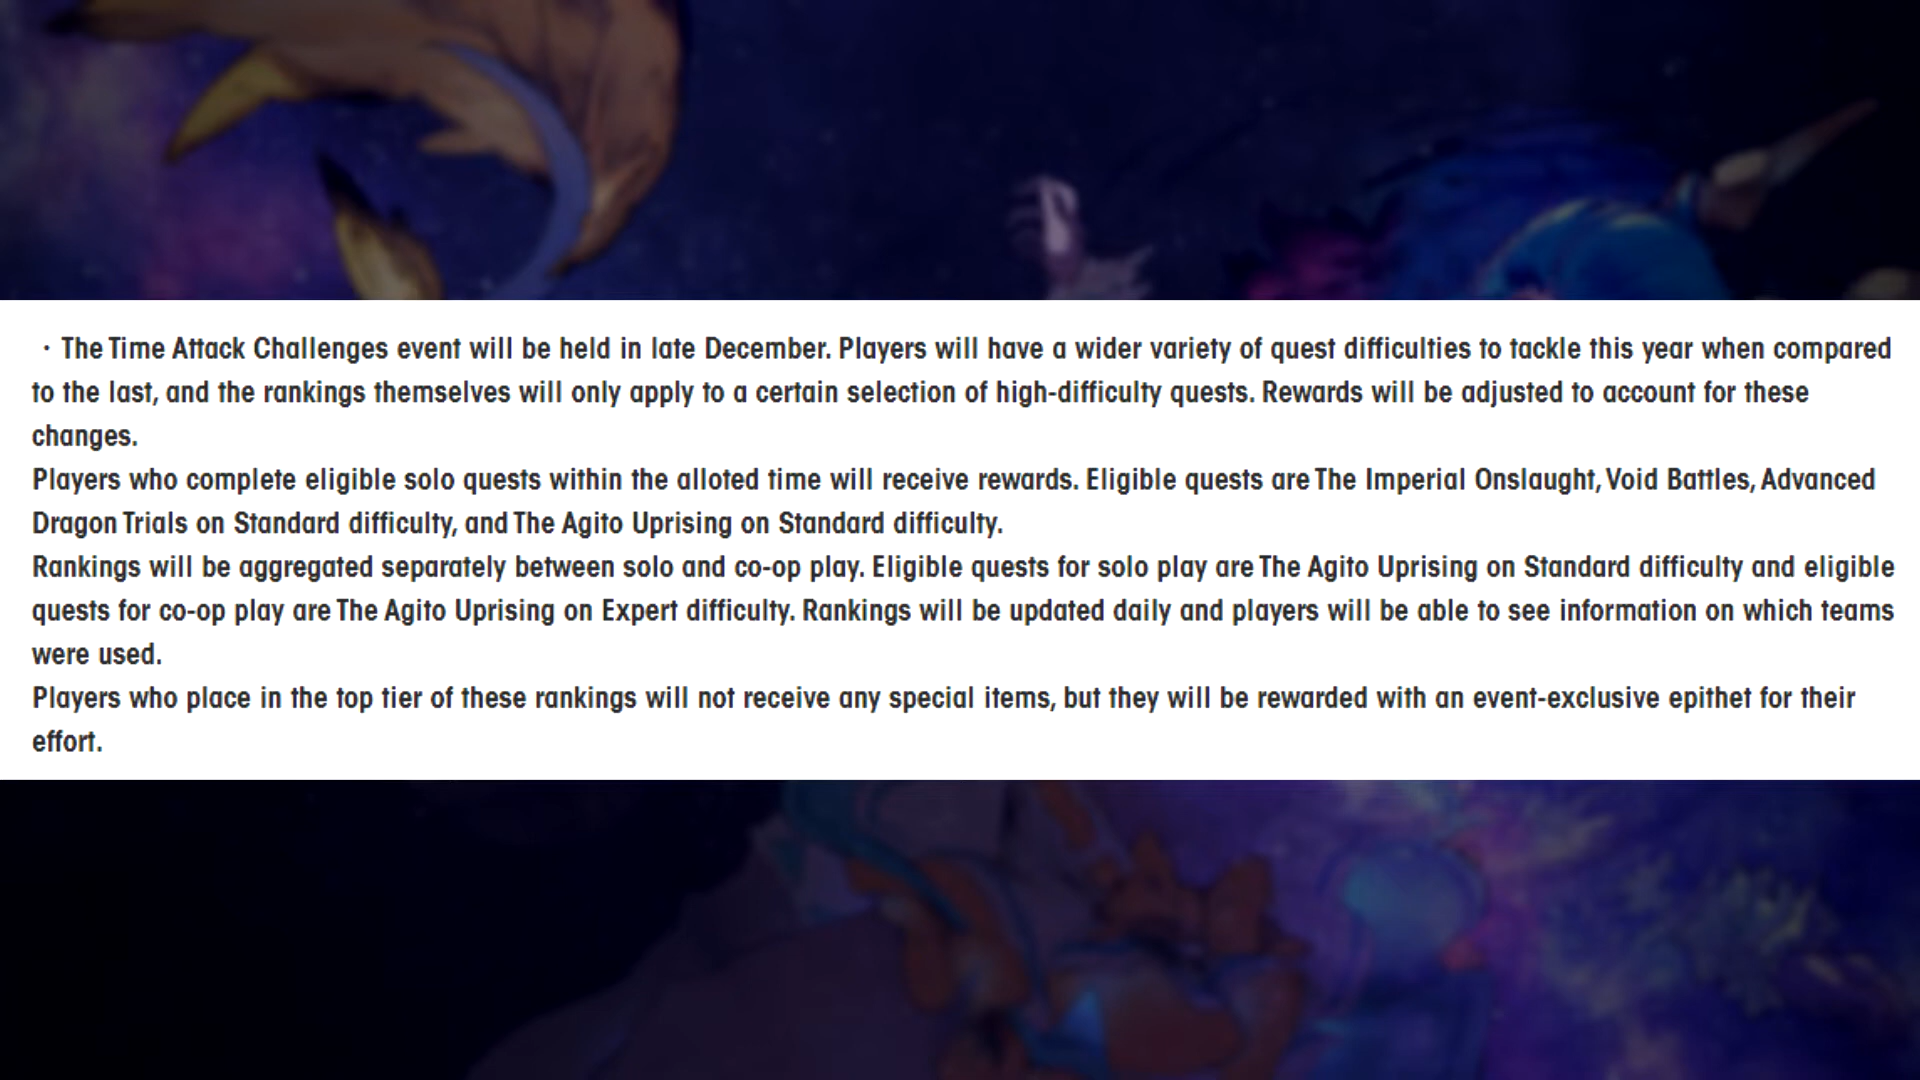 · The Time Attack Challenges event will be held in late December. Players will have a wider variety of quest difficulties to tackle this year when compared
to the last, and the rankings themselves will only apply to a certain selection of high-difficulty quests. Rewards will be adjusted to account for these
changes.
Players who complete eligible solo quests within the alloted time will receive rewards. Eligible quests are The Imperial Onslaught, Void Battles, Advanced
Dragon Trials on Standard difficulty, and The Agito Uprising on Standard difficulty.
Rankings will be aggregated separately between solo and co-op play. Eligible quests for solo play are The Agito Uprising on Standard difficulty and eligible
quests for co-op play are The Agito Uprising on Expert difficulty. Rankings will be updated daily and players will be able to see information on which teams
were used.
Players who place in the top tier of these rankings will not receive any special items, but they will be rewarded with an event-exclusive epithet for their
effort.